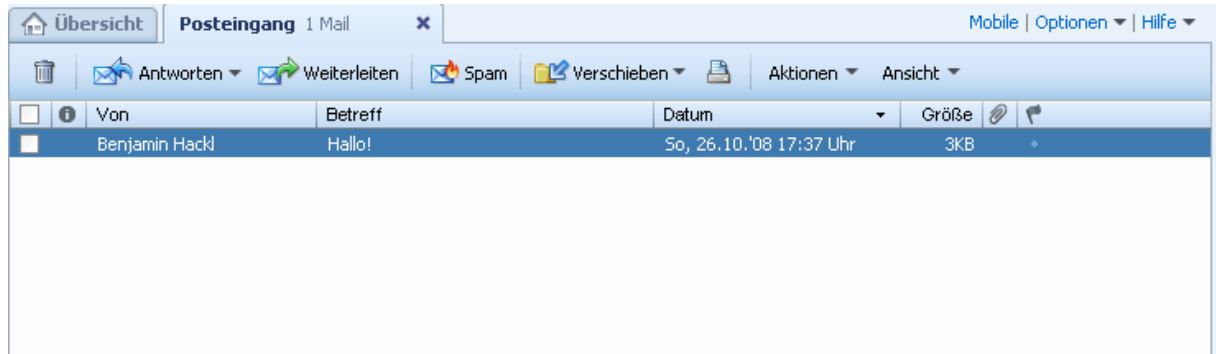 Übersicht Posteingang 1 Mail Mobile | Optionen | Hilfe
Antworten Weiterleiten Spam Verschieben Aktionen Ansicht
Von Betreff Datum Größe
Benjamin Hackl Hallo! So, 26.10.'08 17:37 Uhr 3KB